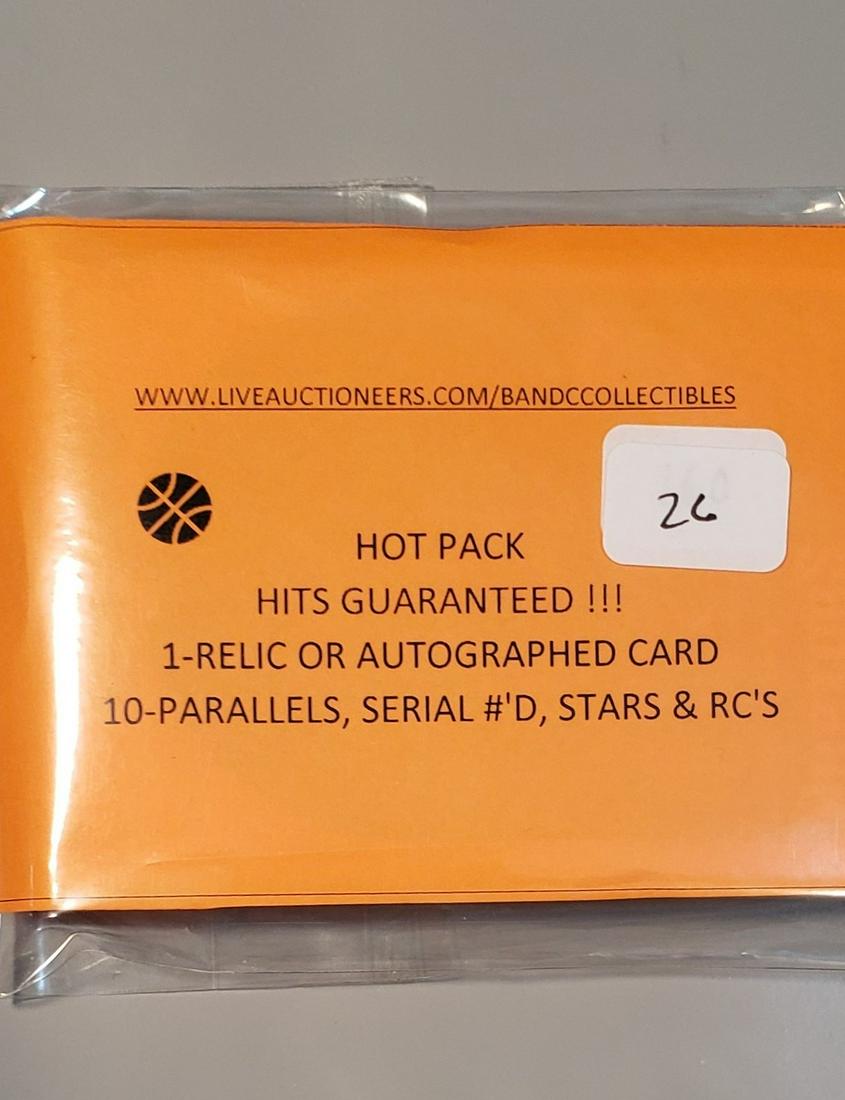 WWW.LIVEAUCTIONEERS.COM/BANDCCOLLECTIBLES
26
HOT PACK
HITS GUARANTEED !!!
1-RELIC OR AUTOGRAPHED CARD
10-PARALLELS, SERIAL #'D, STARS & RC'S